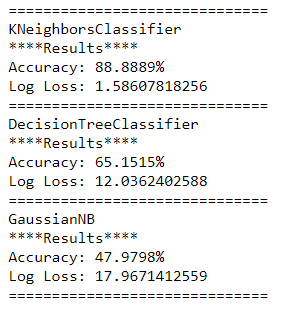 ==============================
KNeighborsClassifier
****Results****
Accuracy: 88.8889%
Log Loss: 1.58607818256
==============================
DecisionTreeClassifier
****Results****
Accuracy: 65.1515%
Log Loss: 12.0362402588
==============================
GaussianNB
****Results****
Accuracy: 47.9798%
Log Loss: 17.9671412559
==============================